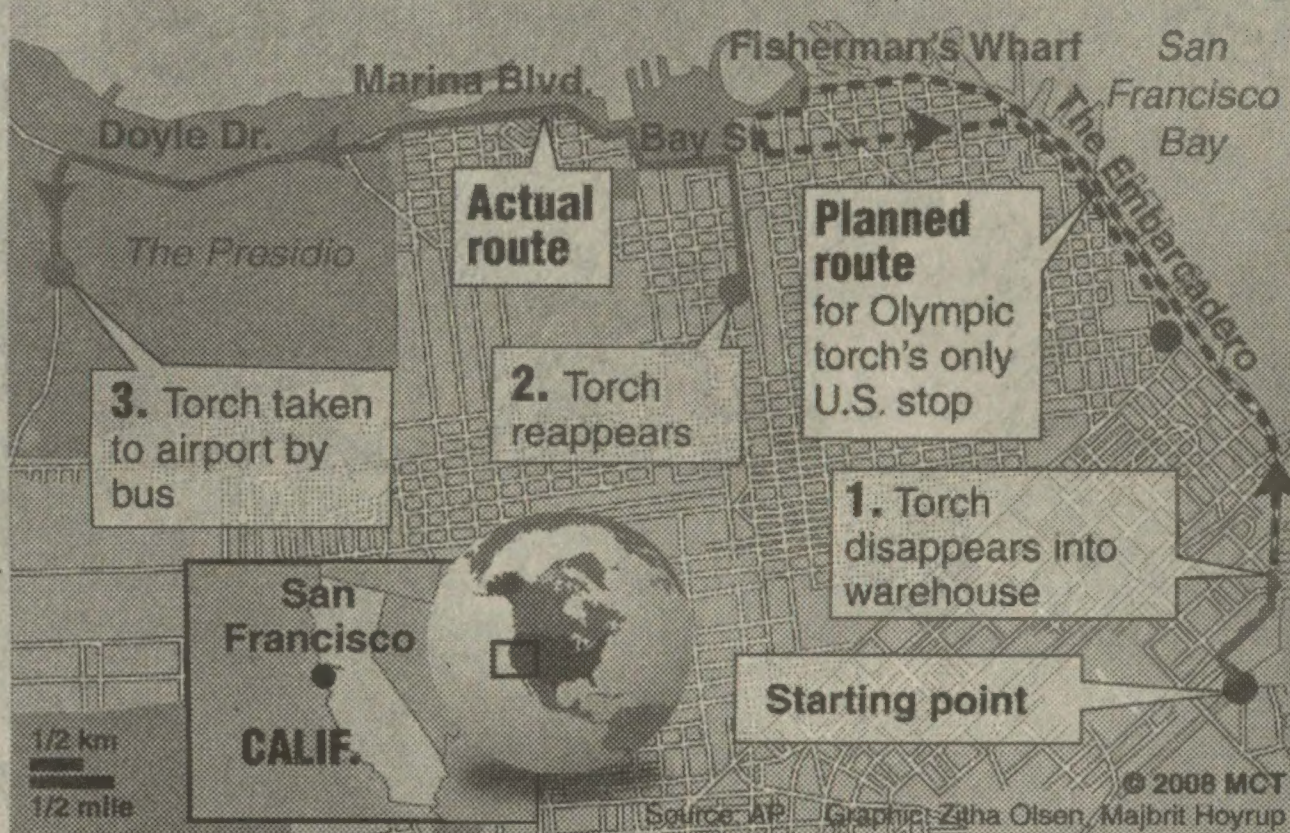 Fisherman's Wharf
San
Francisco
Bay
Marina Blvd.
Doyle Dr.
Bay St.
The Embarcadero
The Presidio
Actual
route
Planned
route
for Olympic
torch's only
U.S. stop
3. Torch taken
to airport by
bus
2. Torch
reappears
1. Torch
disappears into
warehouse
Starting point
San
Francisco
CALIF.
1/2 km
1/2 mile
© 2008 MCT
Source: AP Graphic: Zitha Olsen, Majbrit Hoyrup